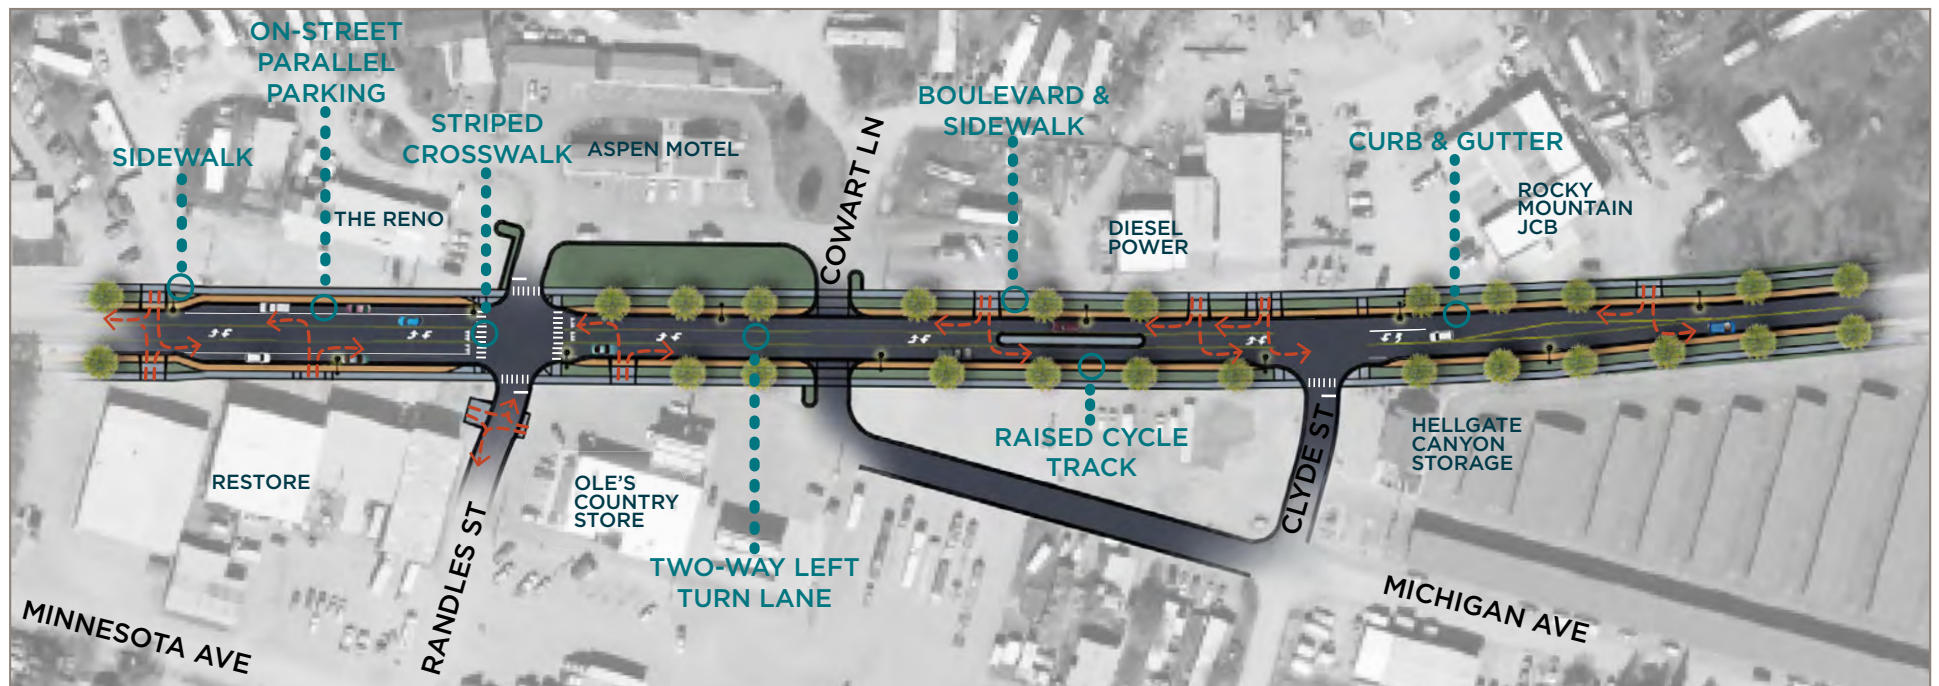 ON-STREET
PARALLEL
PARKING
STRIPED
CROSSWALK
SIDEWALK
ASPEN MOTEL
THE RENO
COWART LN
BOULEVARD &
SIDEWALK
CURB & GUTTER
DIESEL
POWER
ROCKY
MOUNTAIN
JCB
RESTORE
OLE'S
COUNTRY
STORE
RAISED CYCLE
TRACK
HELLGATE
CANYON
STORAGE
CLYDE ST
RANDLES ST
TWO-WAY LEFT
TURN LANE
MINNESOTA AVE
MICHIGAN AVE